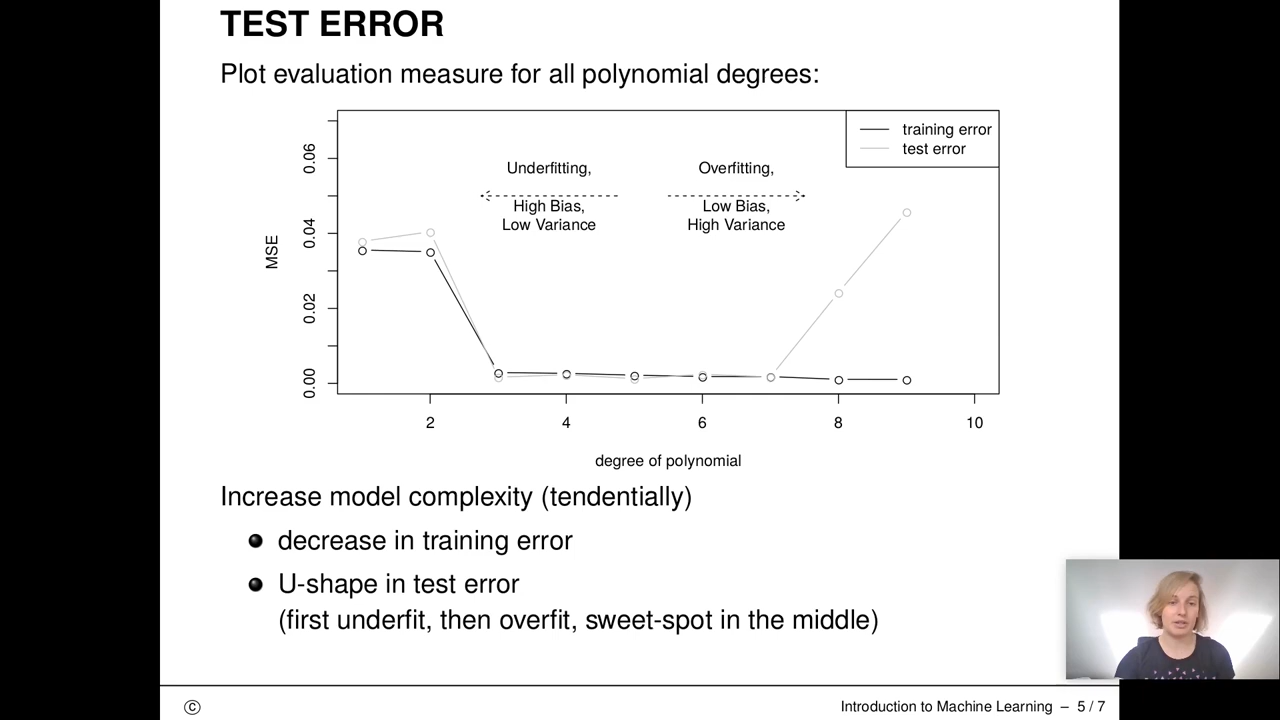 TEST ERROR
Plot evaluation measure for all polynomial degrees:
training error
test error
Underfitting,
High Bias,
Low Variance
Overfitting,
Low Bias,
High Variance
MSE
0.06
0.04
0.02
0.00
2 4 6 8 10
degree of polynomial
Increase model complexity (tendentially)
decrease in training error
U-shape in test error
(first underfit, then overfit, sweet-spot in the middle)
© Introduction to Machine Learning – 5 / 7